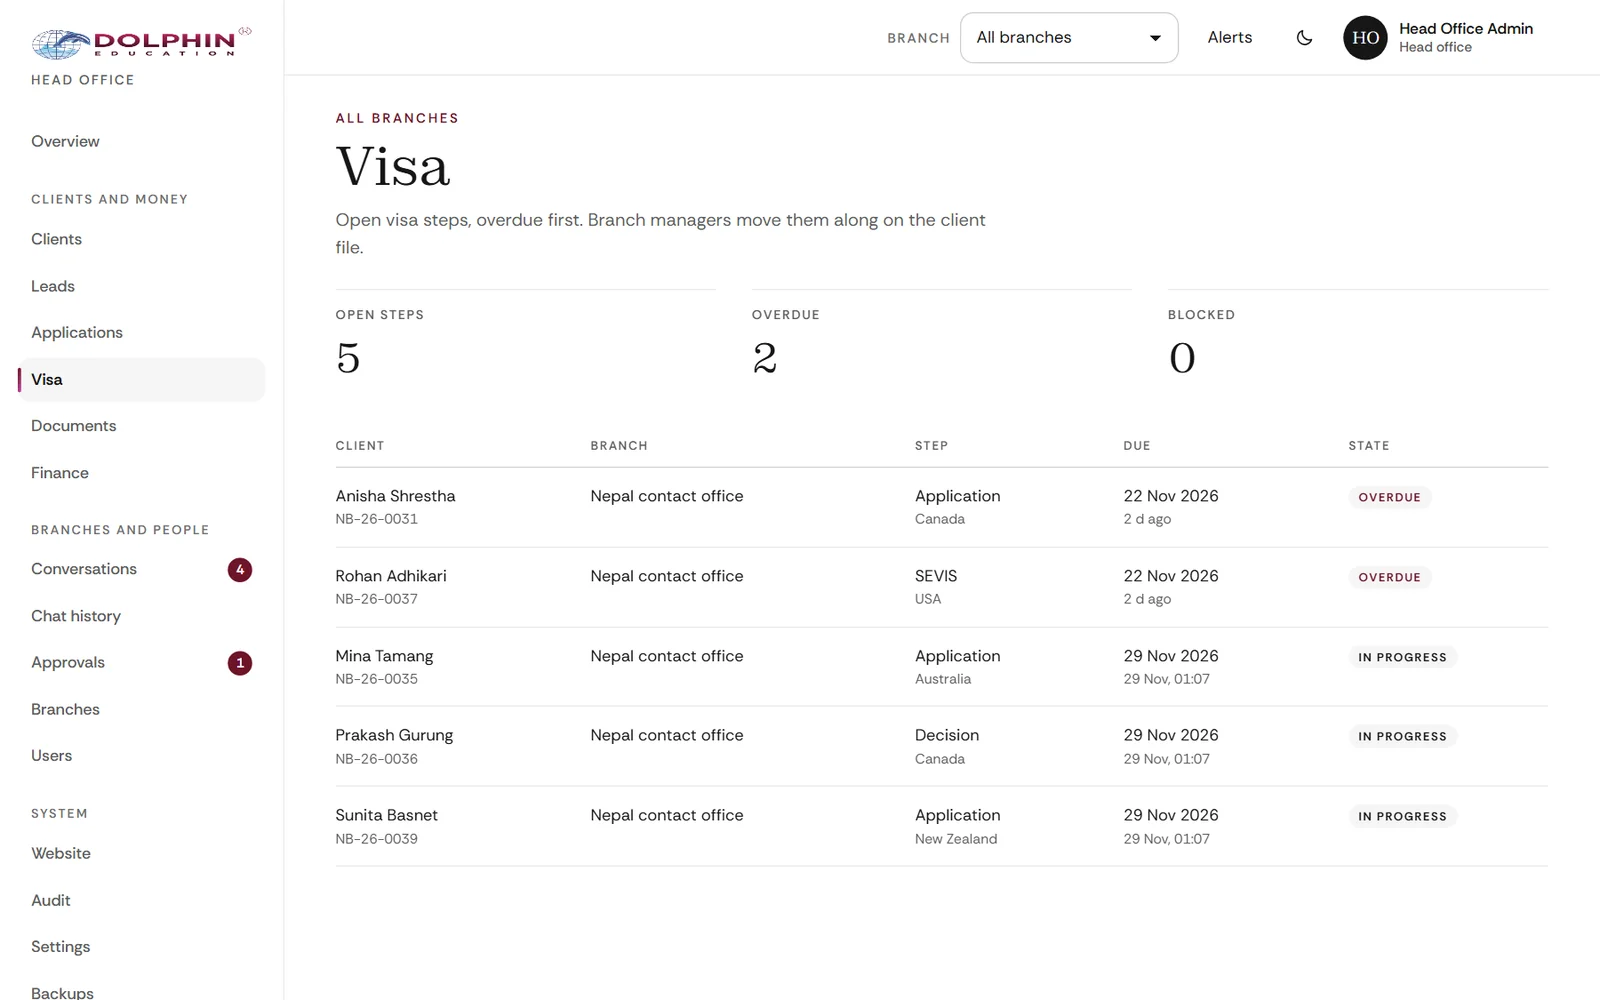 DOLPHIN
EDUCATION
HEAD OFFICE
Overview
CLIENTS AND MONEY
Clients
Leads
Applications
Visa
Documents
Finance
BRANCHES AND PEOPLE
Conversations 4
Chat history
Approvals 1
Branches
Users
SYSTEM
Website
Audit
Settings
Backups
BRANCH All branches Alerts HO Head Office Admin
Head office
ALL BRANCHES
Visa
Open visa steps, overdue first. Branch managers move them along on the client
file.
OPEN STEPS OVERDUE BLOCKED
5 2 0
CLIENT BRANCH STEP DUE STATE
Anisha Shrestha Nepal contact office Application 22 Nov 2026 OVERDUE
NB-26-0031 Canada 2 d ago
Rohan Adhikari Nepal contact office SEVIS 22 Nov 2026 OVERDUE
NB-26-0037 USA 2 d ago
Mina Tamang Nepal contact office Application 29 Nov 2026 IN PROGRESS
NB-26-0035 Australia 29 Nov, 01:07
Prakash Gurung Nepal contact office Decision 29 Nov 2026 IN PROGRESS
NB-26-0036 Canada 29 Nov, 01:07
Sunita Basnet Nepal contact office Application 29 Nov 2026 IN PROGRESS
NB-26-0039 New Zealand 29 Nov, 01:07